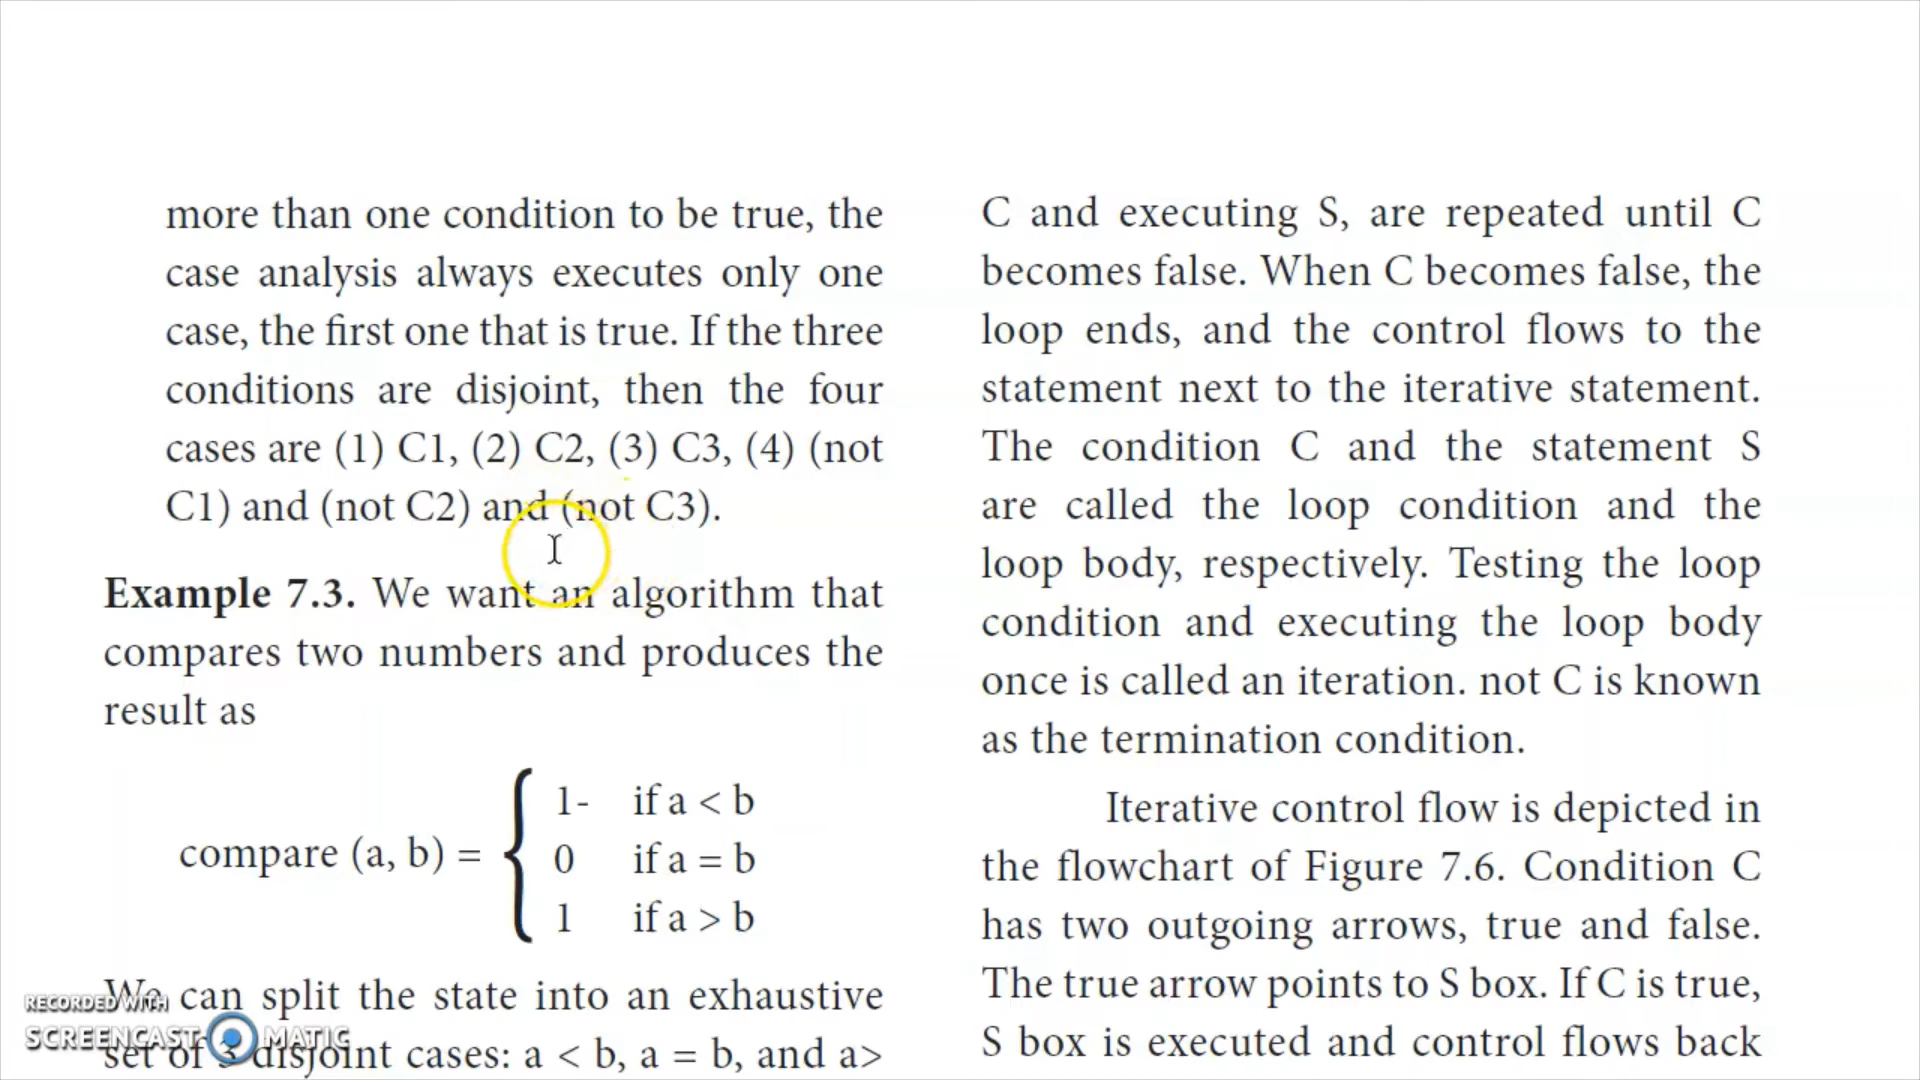 more than one condition to be true, the
case analysis always executes only one
case, the first one that is true. If the three
conditions are disjoint, then the four
cases are (1) C1, (2) C2, (3) C3, (4) (not
C1) and (not C2) and (not C3).
Example 7.3. We want an algorithm that
compares two numbers and produces the
result as
compare (a, b) =
1- if a < b
0 if a = b
1 if a > b
We can split the state into an exhaustive
set of 3 disjoint cases: a < b, a = b, and a>
C and executing S, are repeated until C
becomes false. When C becomes false, the
loop ends, and the control flows to the
statement next to the iterative statement.
The condition C and the statement S
are called the loop condition and the
loop body, respectively. Testing the loop
condition and executing the loop body
once is called an iteration. not C is known
as the termination condition.
Iterative control flow is depicted in
the flowchart of Figure 7.6. Condition C
has two outgoing arrows, true and false.
The true arrow points to S box. If C is true,
S box is executed and control flows back
RECORDED WITH
SCREENCAST MATIC